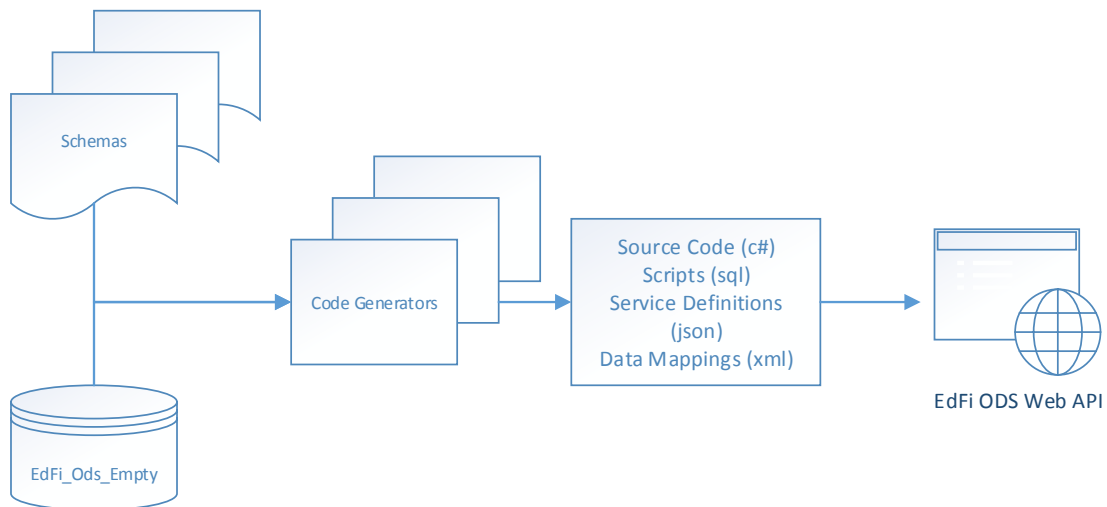 Schemas
Code Generators
Source Code (c#)
Scripts (sql)
Service Definitions
(json)
Data Mappings (xml)
EdFi ODS Web API
EdFi_Ods_Empty